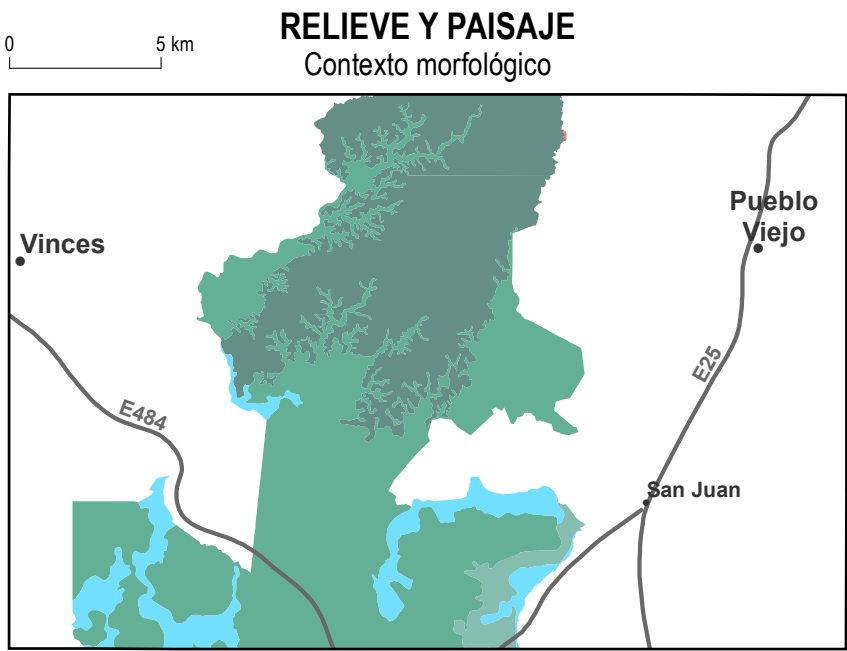 RELIEVE Y PAISAJE
Contexto morfológico
0 5 km
Pueblo
Viejo
Vinces
E25
E484
San Juan